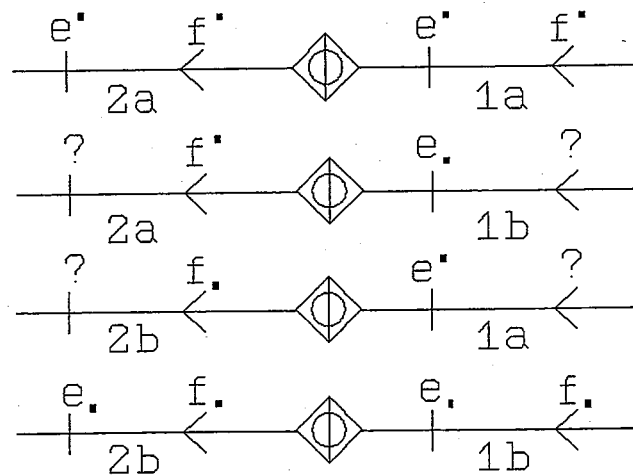 e▪ f▪ e▪ f▪
2a 1a
? f▪ e▪ ?
2a 1b
? f▪ e▪ ?
2b 1a
e▪ f▪ e▪ f▪
2b 1b